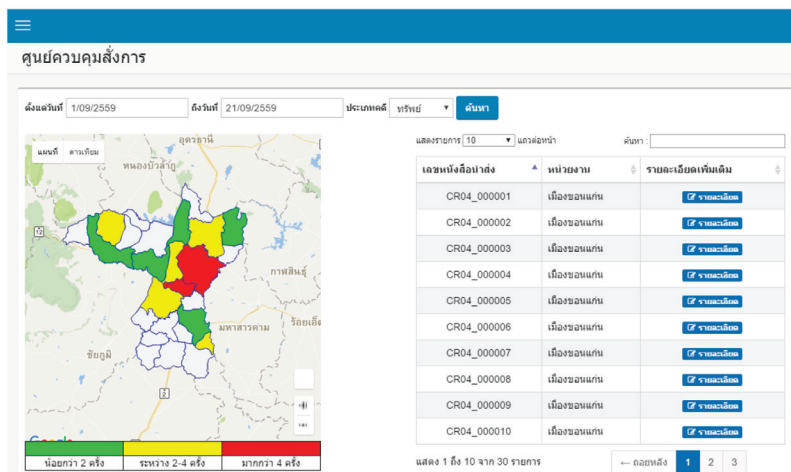 ศูนย์ควบคุมสั่งการ
ตั้งแต่วันที่ 1/09/2559 ถึงวันที่ 21/09/2559 ประเภทคดี ทรัพย์ ค้นหา
แผนที่ ดาวเทียม
อุดรธานี
หนองบัวลำภู
12
กาฬสินธุ์
มหาสารคาม
ร้อยเอ็ด
ชัยภูมิ
2
Google
น้อยกว่า 2 ครั้ง ระหว่าง 2-4 ครั้ง มากกว่า 4 ครั้ง
แสดงรายการ 10 แถวต่อหน้า ค้นหา :
เลขหนังสือนำส่ง หน่วยงาน รายละเอียดเพิ่มเติม
CR04_000001 เมืองขอนแก่น รายละเอียด
CR04_000002 เมืองขอนแก่น รายละเอียด
CR04_000003 เมืองขอนแก่น รายละเอียด
CR04_000004 เมืองขอนแก่น รายละเอียด
CR04_000005 เมืองขอนแก่น รายละเอียด
CR04_000006 เมืองขอนแก่น รายละเอียด
CR04_000007 เมืองขอนแก่น รายละเอียด
CR04_000008 เมืองขอนแก่น รายละเอียด
CR04_000009 เมืองขอนแก่น รายละเอียด
CR04_000010 เมืองขอนแก่น รายละเอียด
แสดง 1 ถึง 10 จาก 30 รายการ ← ถอยหลัง 1 2 3